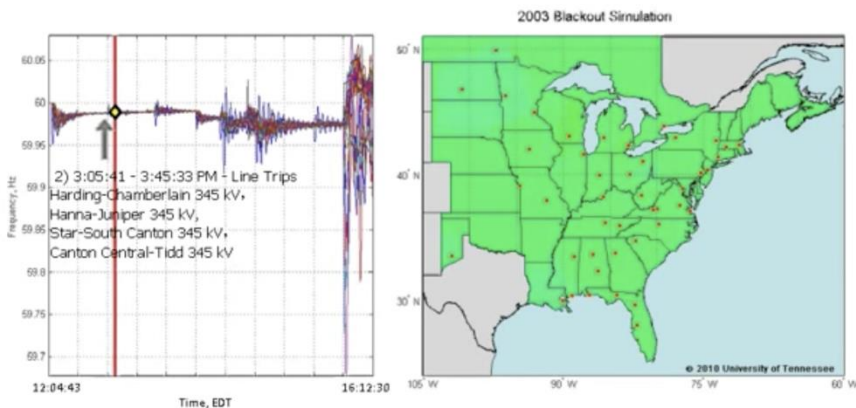 2003 Blackout Simulation
60.05
60
59.95
59.9
59.85
59.8
59.75
59.7
Frequency, Hz
2) 3:05:41 - 3:45:33 PM - Line Trips
Harding-Chamberlain 345 kV,
Hanna-Juniper 345 kV,
Star-South Canton 345 kV,
Canton Central-Tidd 345 kV
12:04:43
16:12:30
Time, EDT
50° N
40° N
30° N
105° W
90° W
75° W
60° W
© 2010 University of Tennessee